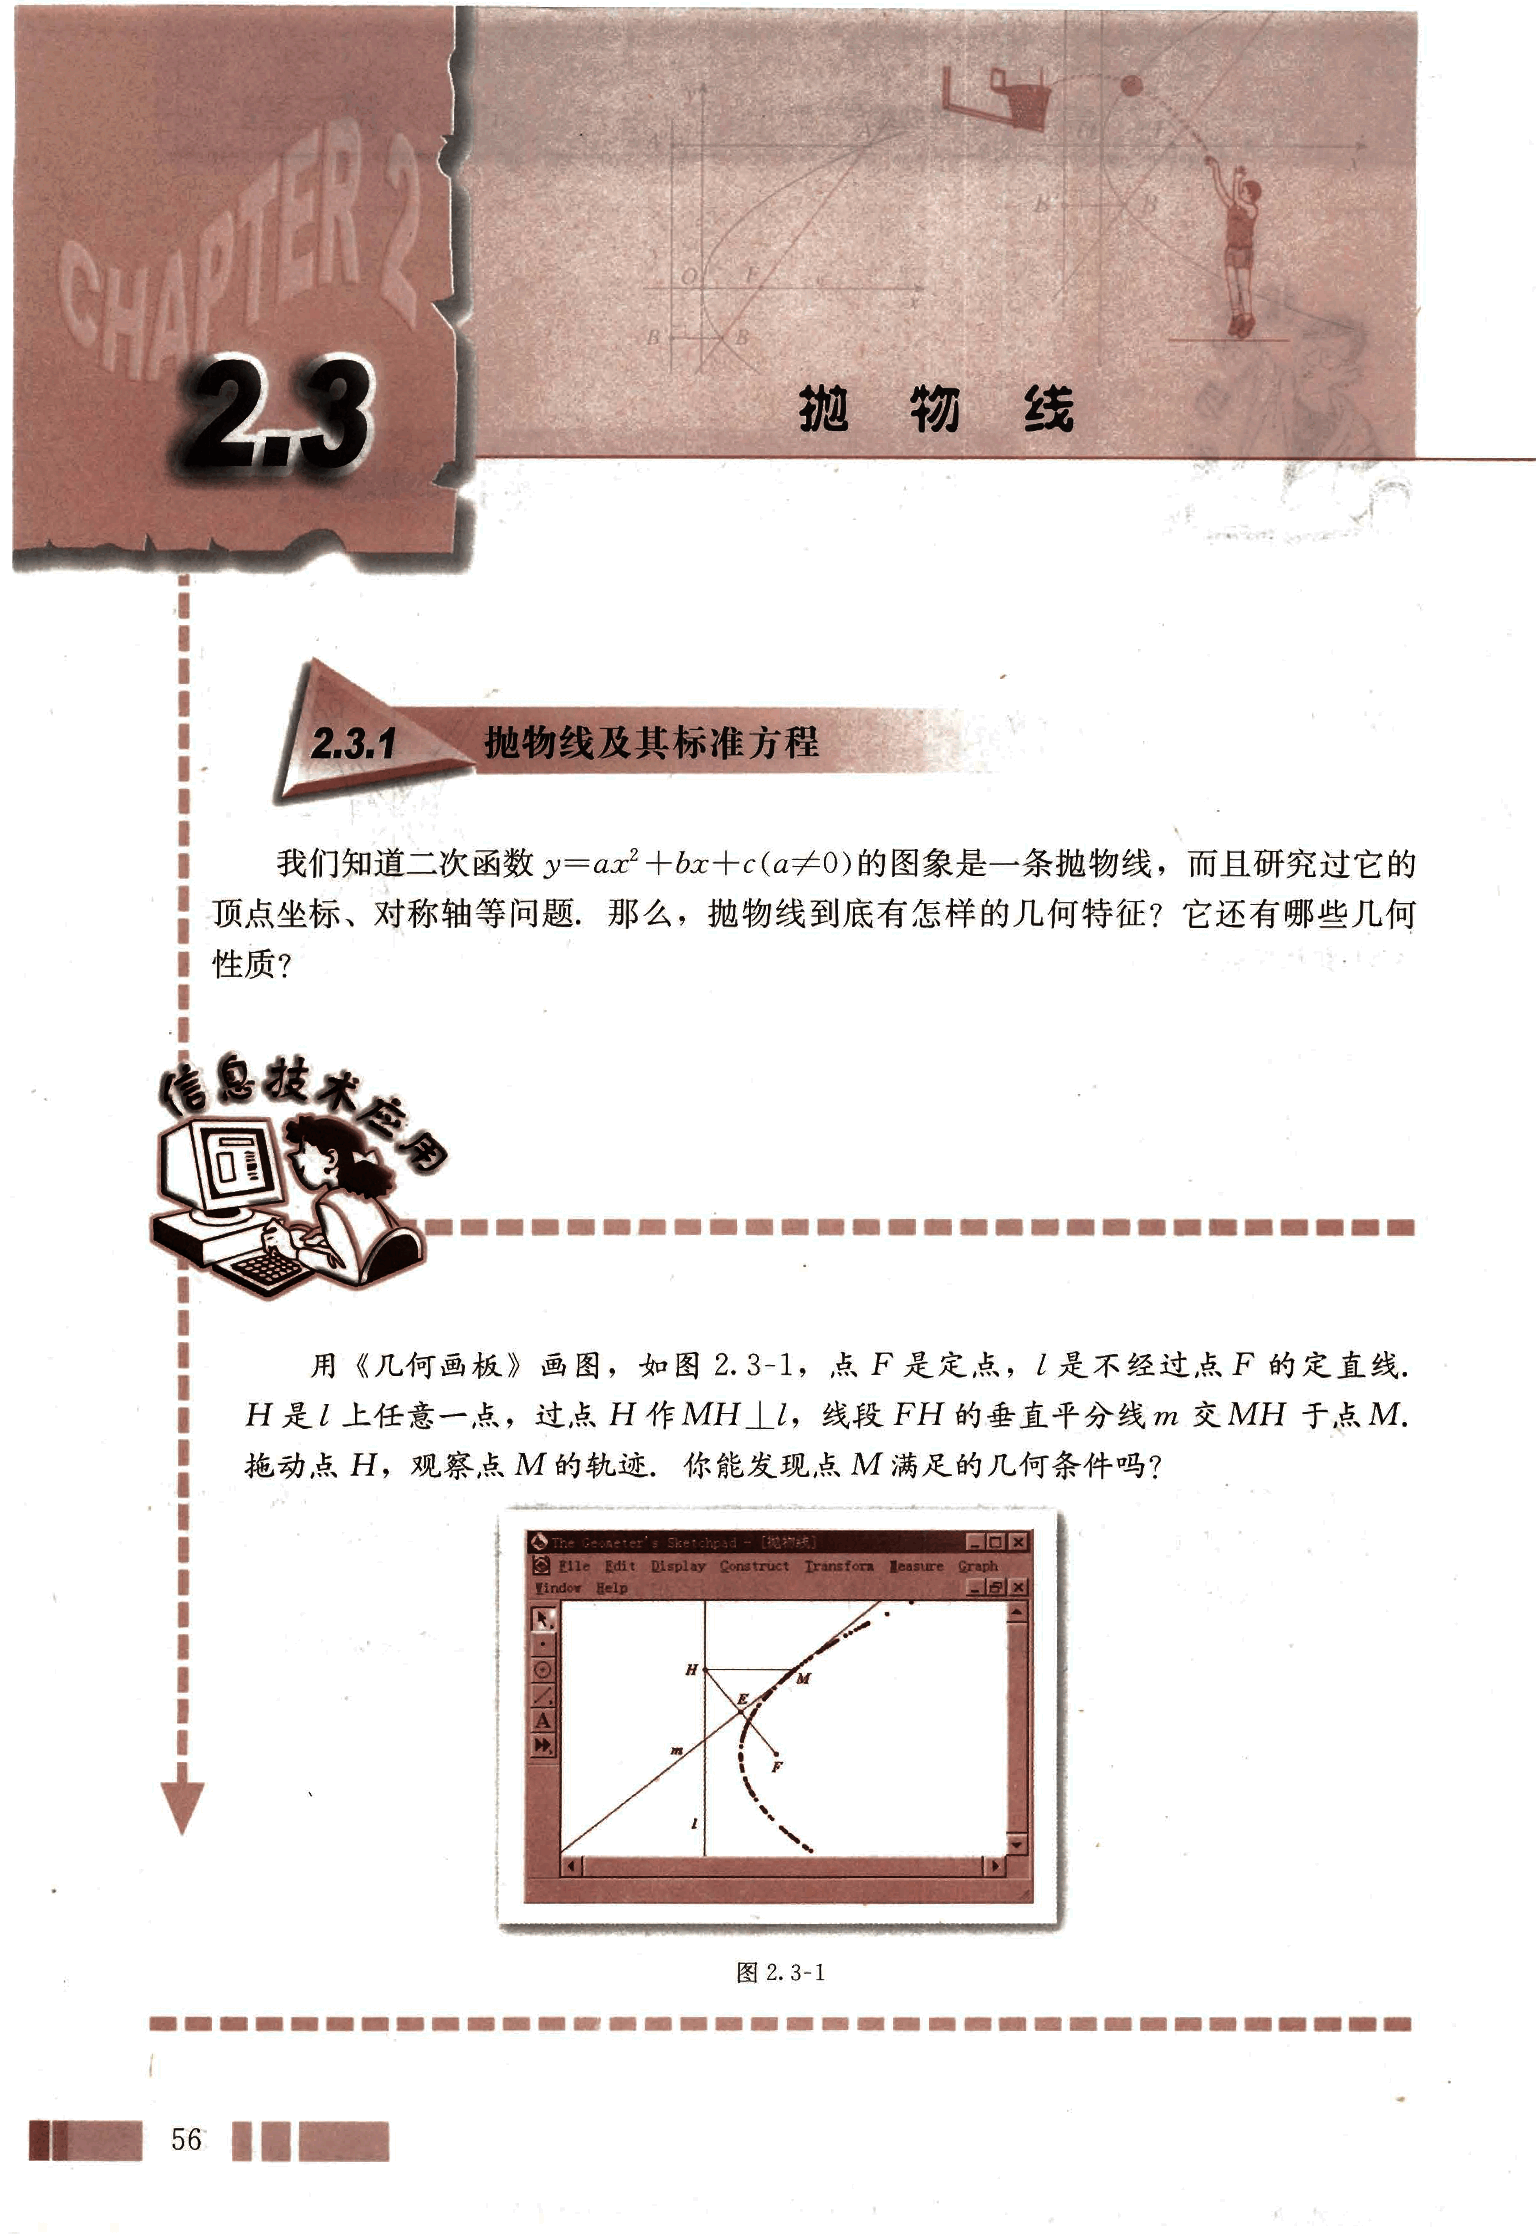 CHAPTER 2
2.3
抛 物 线
2.3.1 抛物线及其标准方程
我们知道二次函数 y=ax²+bx+c(a≠0)的图象是一条抛物线，而且研究过它的
顶点坐标、对称轴等问题. 那么，抛物线到底有怎样的几何特征？它还有哪些几何
性质？
信息技术应用
用《几何画板》画图，如图 2.3-1，点 F 是定点，l 是不经过点 F 的定直线.
H 是 l 上任意一点，过点 H 作 MH⊥l，线段 FH 的垂直平分线 m 交 MH 于点 M.
拖动点 H，观察点 M 的轨迹. 你能发现点 M 满足的几何条件吗？
The Geometer's Sketchpad - [抛物线]
File Edit Display Construct Transform Measure Graph
Window Help
H
M
E
m
F
l
A
图 2.3-1
56